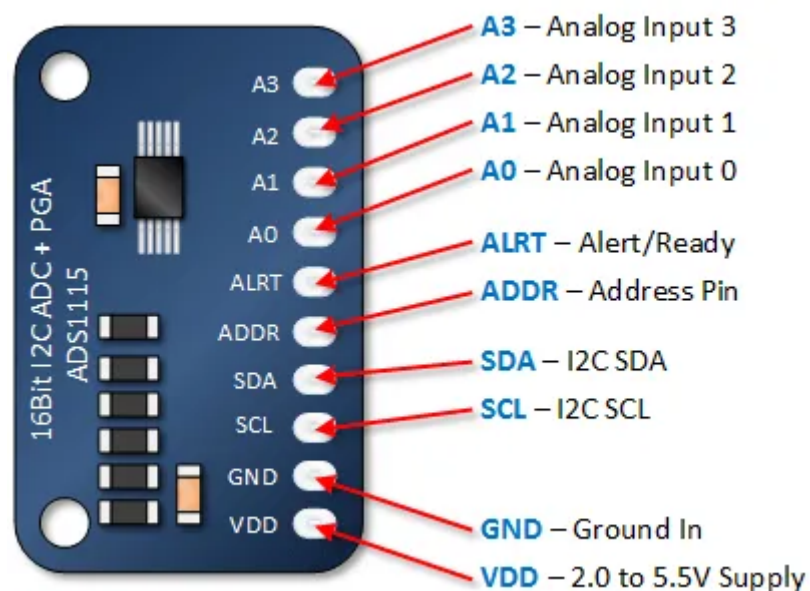 16Bit I2C ADC + PGA
ADS1115
A3
A2
A1
A0
ALRT
ADDR
SDA
SCL
GND
VDD
A3 – Analog Input 3
A2 – Analog Input 2
A1 – Analog Input 1
A0 – Analog Input 0
ALRT – Alert/Ready
ADDR – Address Pin
SDA – I2C SDA
SCL – I2C SCL
GND – Ground In
VDD – 2.0 to 5.5V Supply